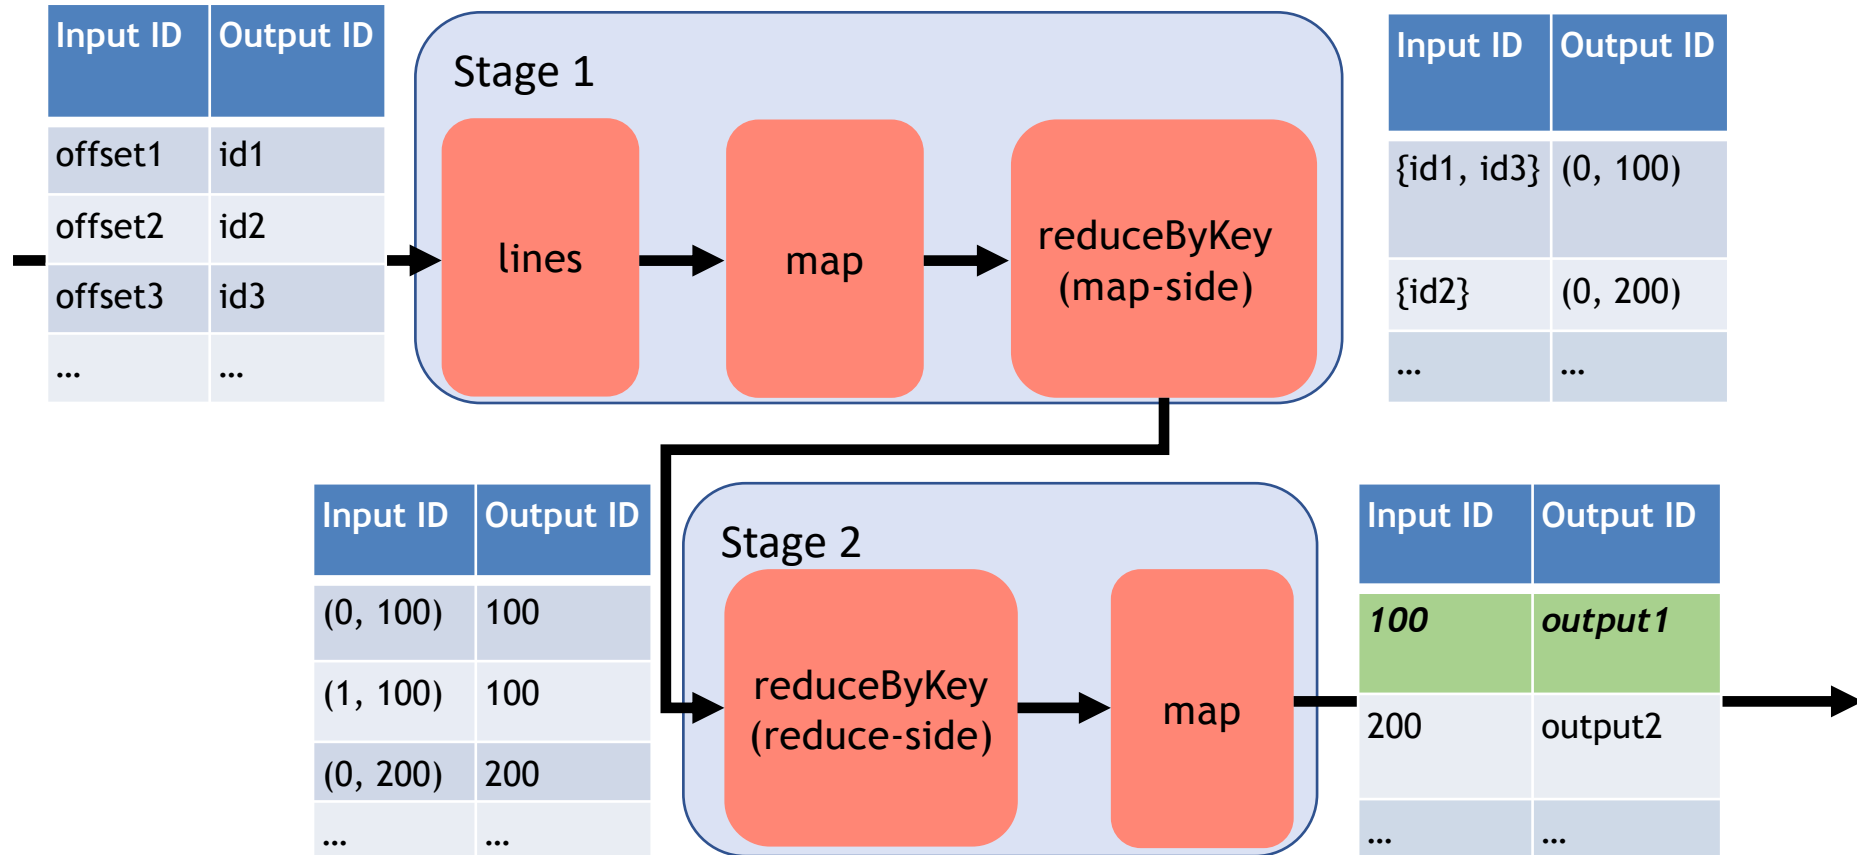 Input ID Output ID
offset1 id1
offset2 id2
offset3 id3
... ...
Stage 1
lines
map
reduceByKey
(map-side)
Input ID Output ID
{id1, id3} (0, 100)
{id2} (0, 200)
... ...
Input ID Output ID
(0, 100) 100
(1, 100) 100
(0, 200) 200
... ...
Stage 2
reduceByKey
(reduce-side)
map
Input ID Output ID
100 output1
200 output2
... ...